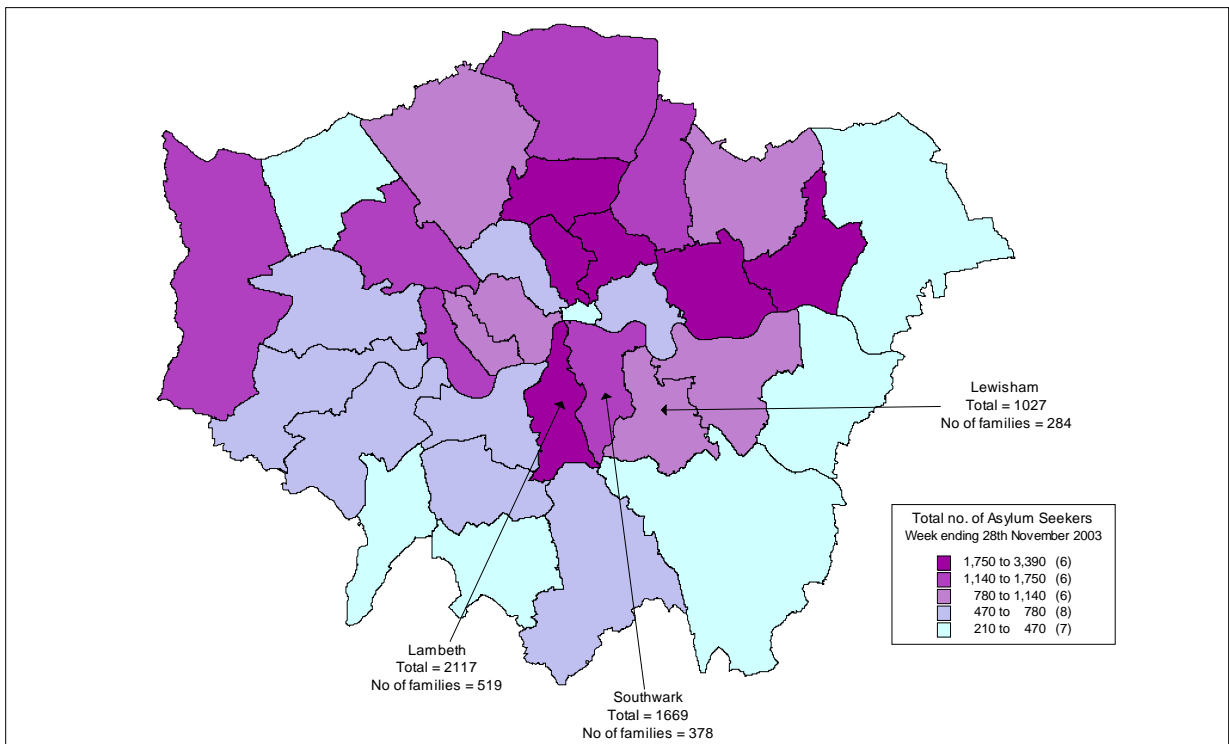 Lewisham
Total = 1027
No of families = 284
Total no. of Asylum Seekers
Week ending 28th November 2003
1,750 to 3,390 (6)
1,140 to 1,750 (6)
780 to 1,140 (6)
470 to 780 (8)
210 to 470 (7)
Lambeth
Total = 2117
No of families = 519
Southwark
Total = 1669
No of families = 378